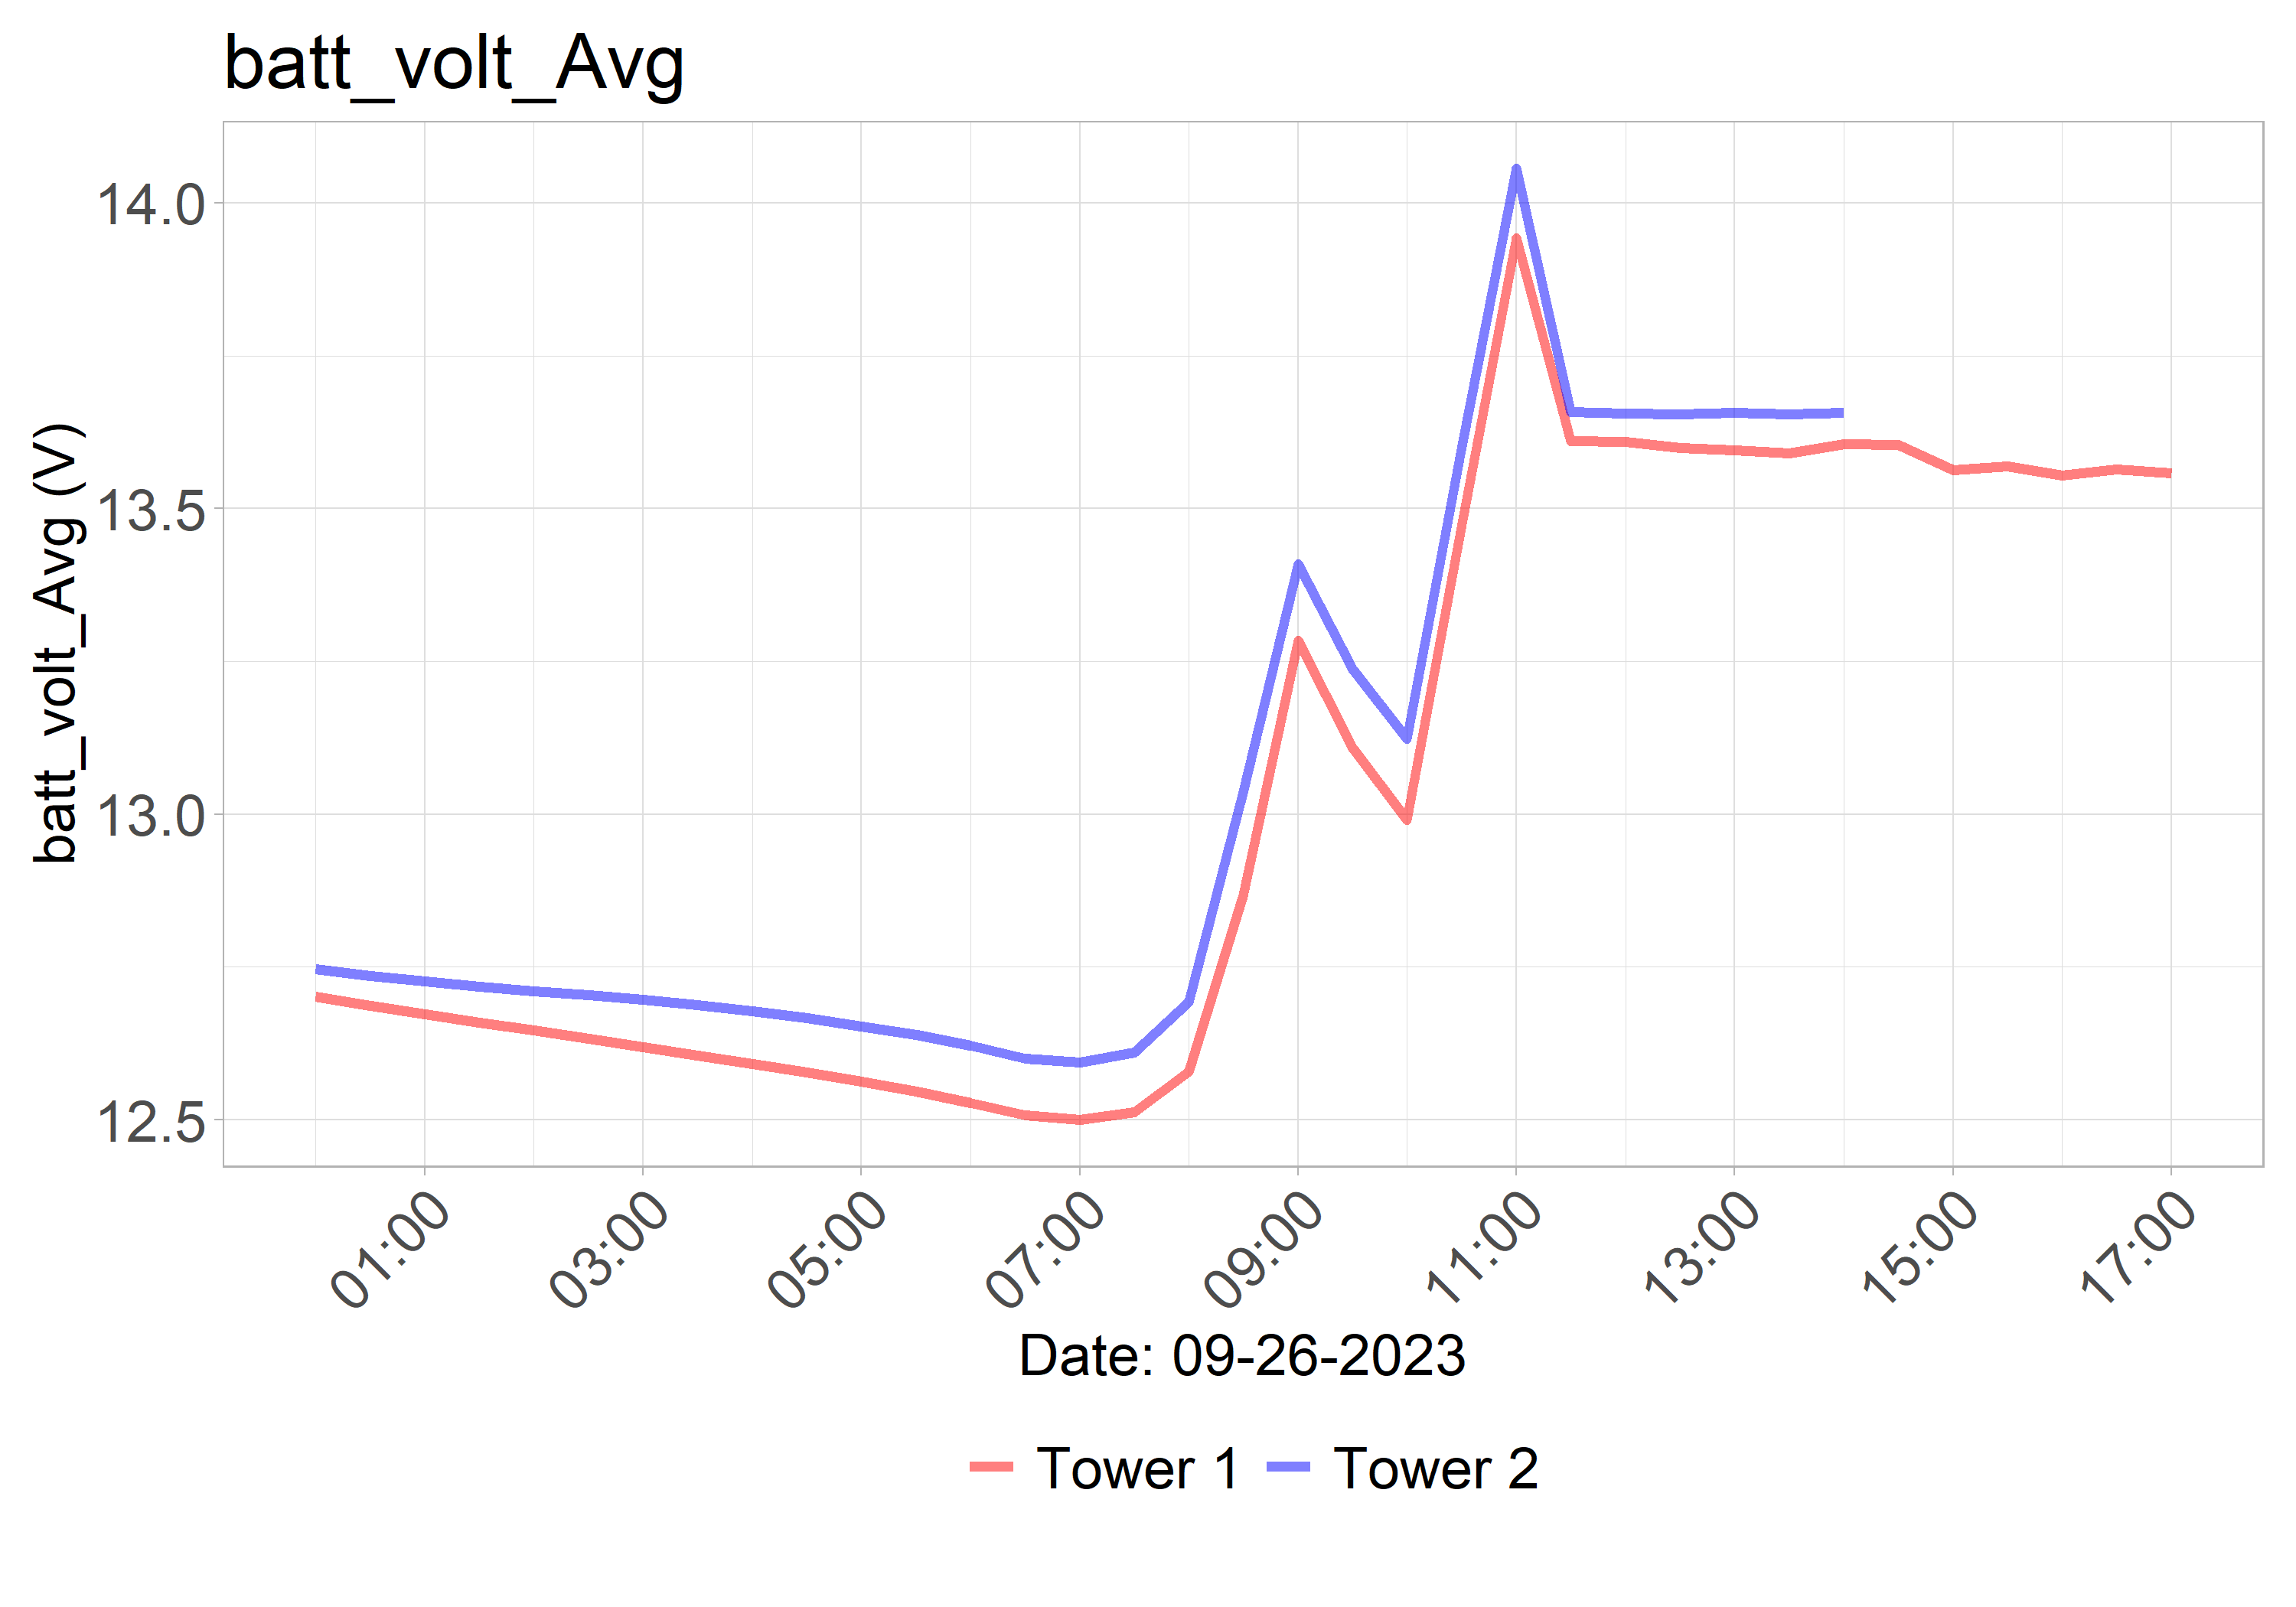 batt_volt_Avg
batt_volt_Avg (V)
14.0
13.5
13.0
12.5
01:00 03:00 05:00 07:00 09:00 11:00 13:00 15:00 17:00
Date: 09-26-2023
Tower 1 Tower 2